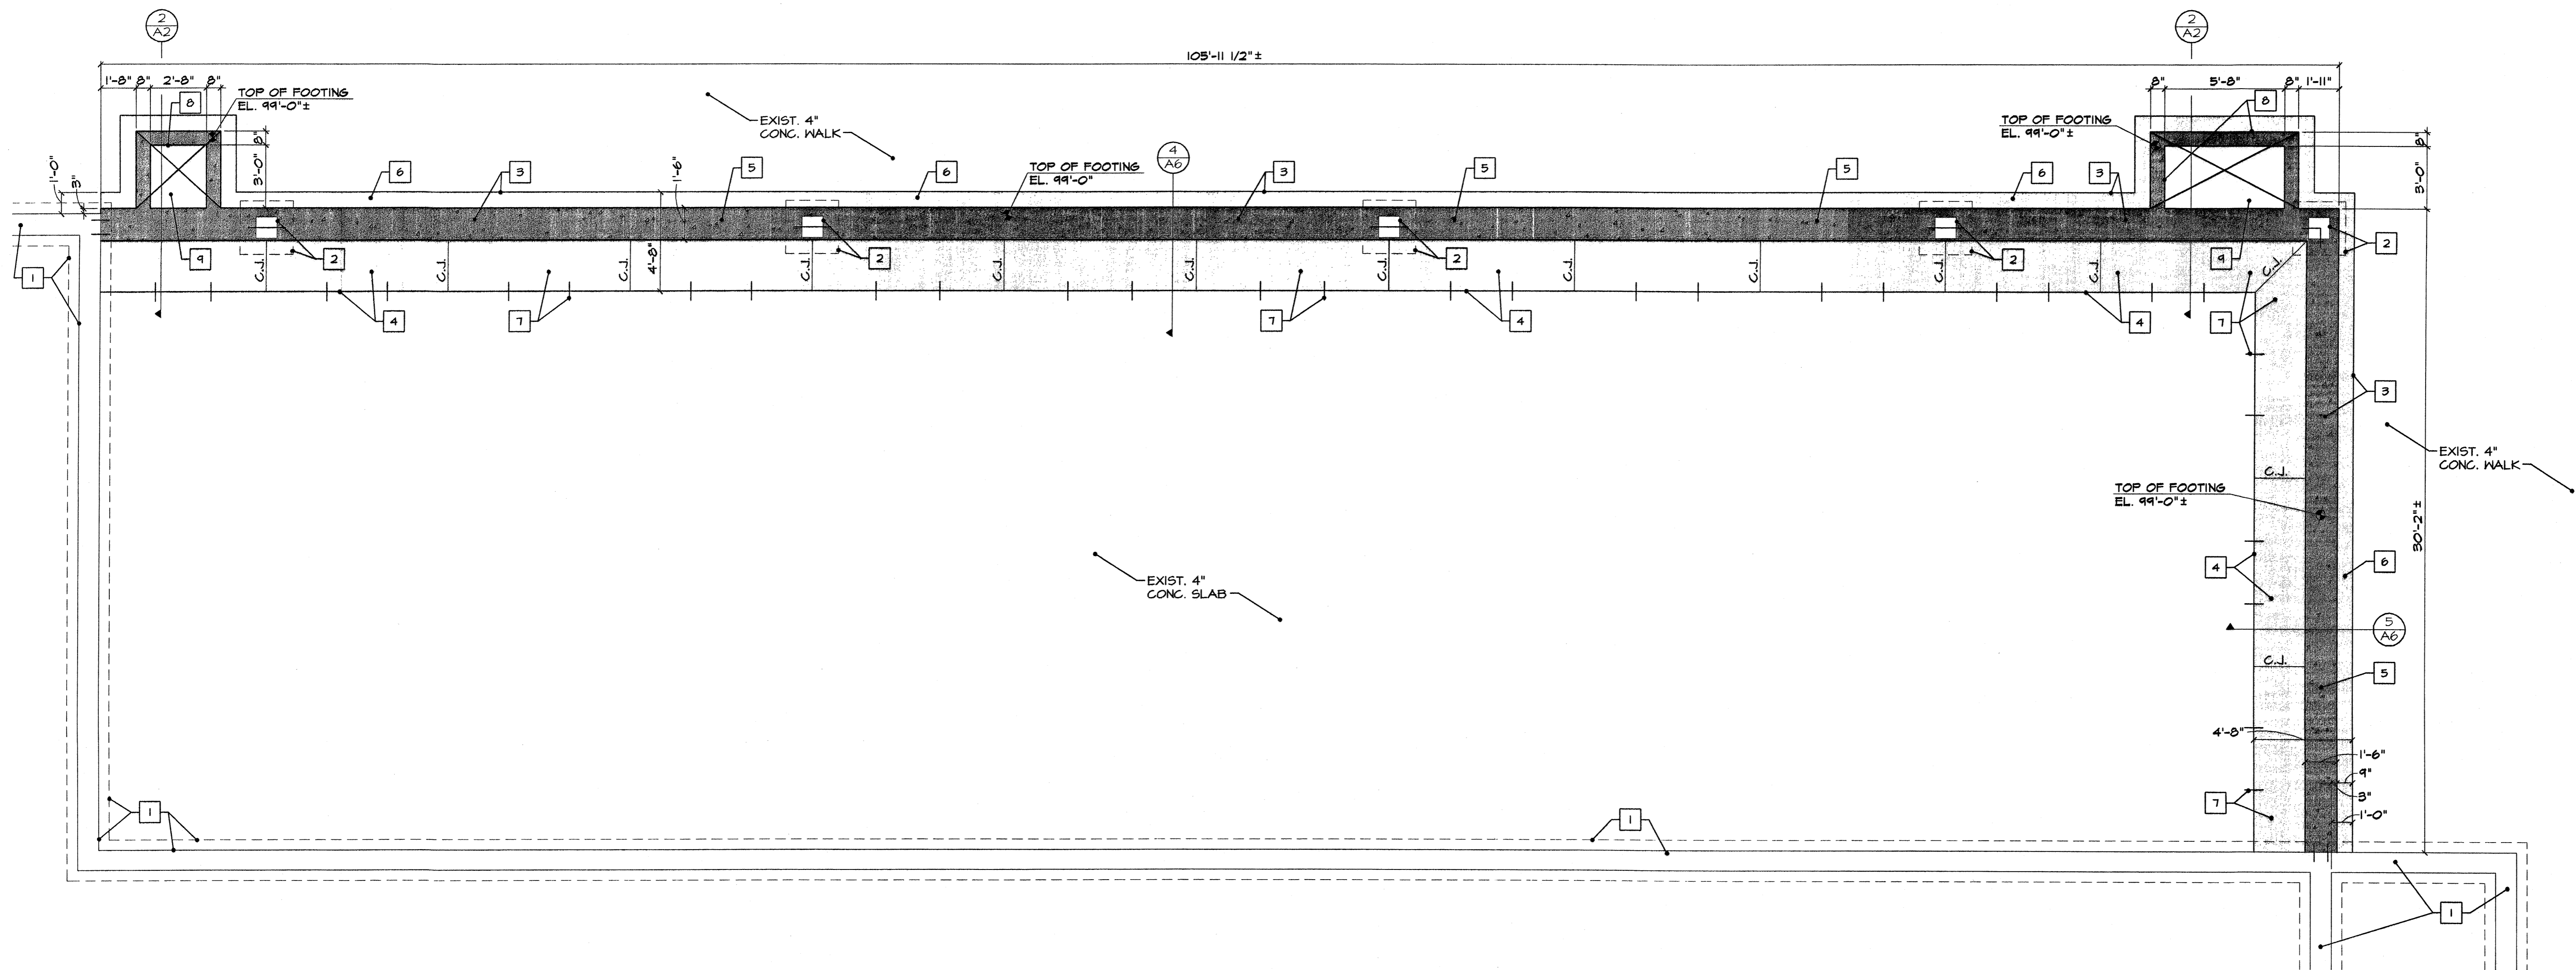 2
A2
2
A2
105'-11 1/2"±
1'-8" 8" 2'-8" 8"
8" 5'-8" 8" 1'-11"
TOP OF FOOTING
EL. 99'-0"±
8
EXIST. 4"
CONC. WALK
TOP OF FOOTING
EL. 99'-0"±
8
8"
3'-0"
1'-0"
3"
6
3
5
1'-6"
6
TOP OF FOOTING
EL. 99'-0"
4
A6
3
5
5
6
3
8"
3'-0"
1
9
2
4'-8"
2
2
2
9
2
C.J.
C.J.
C.J.
C.J.
C.J.
C.J.
C.J.
C.J.
C.J.
C.J.
C.J.
C.J.
4
7
7
4
4
7
3
EXIST. 4"
CONC. WALK
C.J.
TOP OF FOOTING
EL. 99'-0"±
30'-2"±
EXIST. 4"
CONC. SLAB
4
6
5
A6
C.J.
5
4'-8"
1'-6"
9"
3"
1'-0"
7
1
1
1